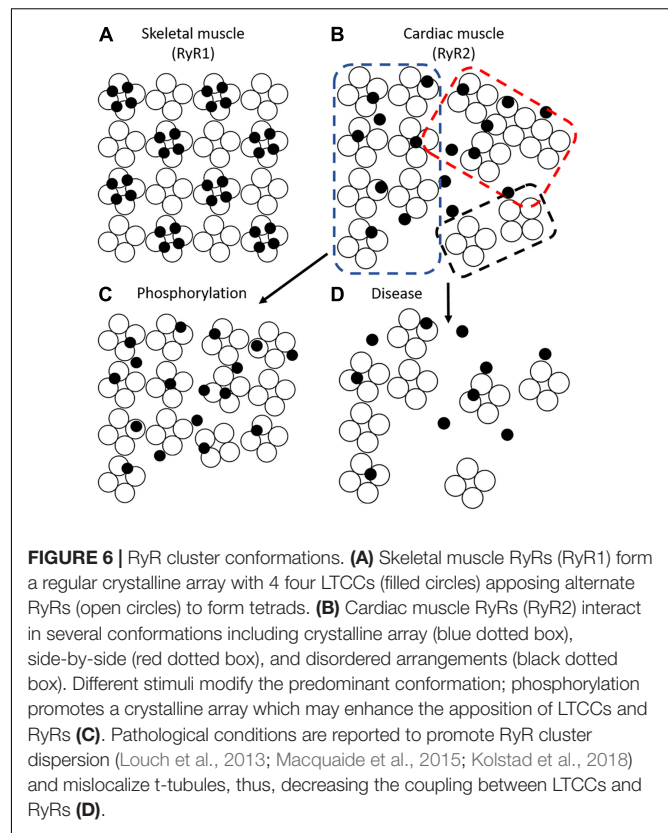 A Skeletal muscle
(RyR1)
B Cardiac muscle
(RyR2)
C Phosphorylation
D Disease
FIGURE 6 | RyR cluster conformations. (A) Skeletal muscle RyRs (RyR1) form
a regular crystalline array with 4 four LTCCs (filled circles) apposing alternate
RyRs (open circles) to form tetrads. (B) Cardiac muscle RyRs (RyR2) interact
in several conformations including crystalline array (blue dotted box),
side-by-side (red dotted box), and disordered arrangements (black dotted
box). Different stimuli modify the predominant conformation; phosphorylation
promotes a crystalline array which may enhance the apposition of LTCCs and
RyRs (C). Pathological conditions are reported to promote RyR cluster
dispersion (Louch et al., 2013; Macquaide et al., 2015; Kolstad et al., 2018)
and mislocalize t-tubules, thus, decreasing the coupling between LTCCs and
RyRs (D).